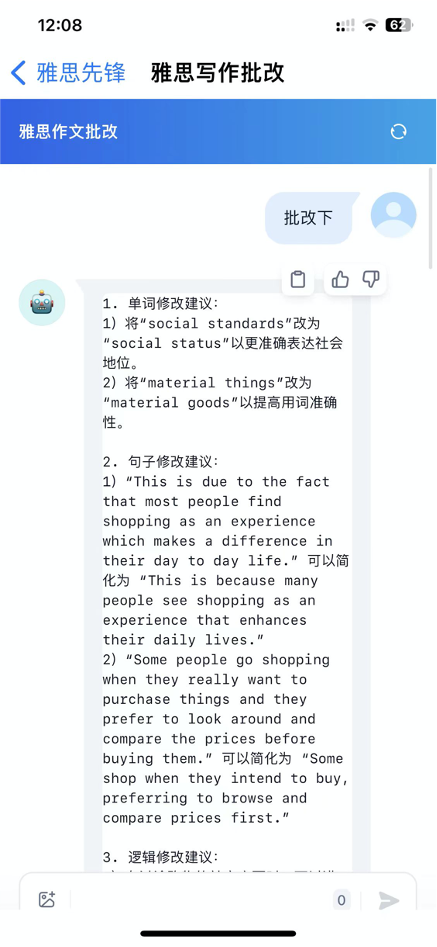 12:08
62
雅思先锋 雅思写作批改
雅思作文批改
批改下
1. 单词修改建议:
1) 将“social standards”改为
“social status”以更准确表达社会
地位。
2) 将“material things”改为
“material goods”以提高用词准确
性。
2. 句子修改建议:
1) “This is due to the fact
that most people find
shopping as an experience
which makes a difference in
their day to day life.” 可以简
化为 “This is because many
people see shopping as an
experience that enhances
their daily lives.”
2) “Some people go shopping
when they really want to
purchase things and they
prefer to look around and
compare the prices before
buying them.” 可以简化为 “Some
shop when they intend to buy,
preferring to browse and
compare prices first.”
3. 逻辑修改建议:
0